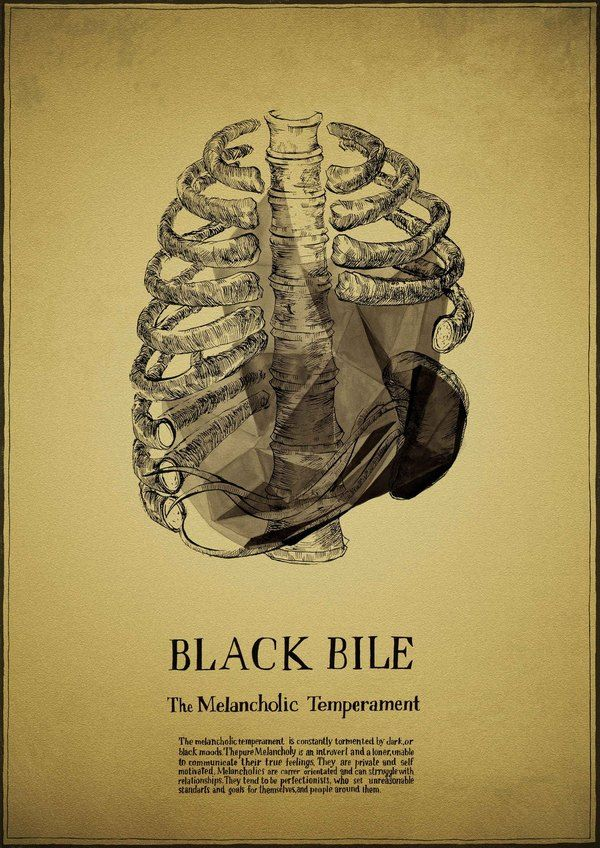 BLACK BILE
The Melancholic Temperament
The melancholic temperament is constantly tormented by dark, or
black moods. The pure Melancholy is an introvert and a loner, unable
to communicate their true feelings. They are private and self
motivated. Melancholics are carrer orientated and can strruggle with
relationships. They tend to be perfectionists, who set unreasonable
standarts and goals for themselves, and people around them.